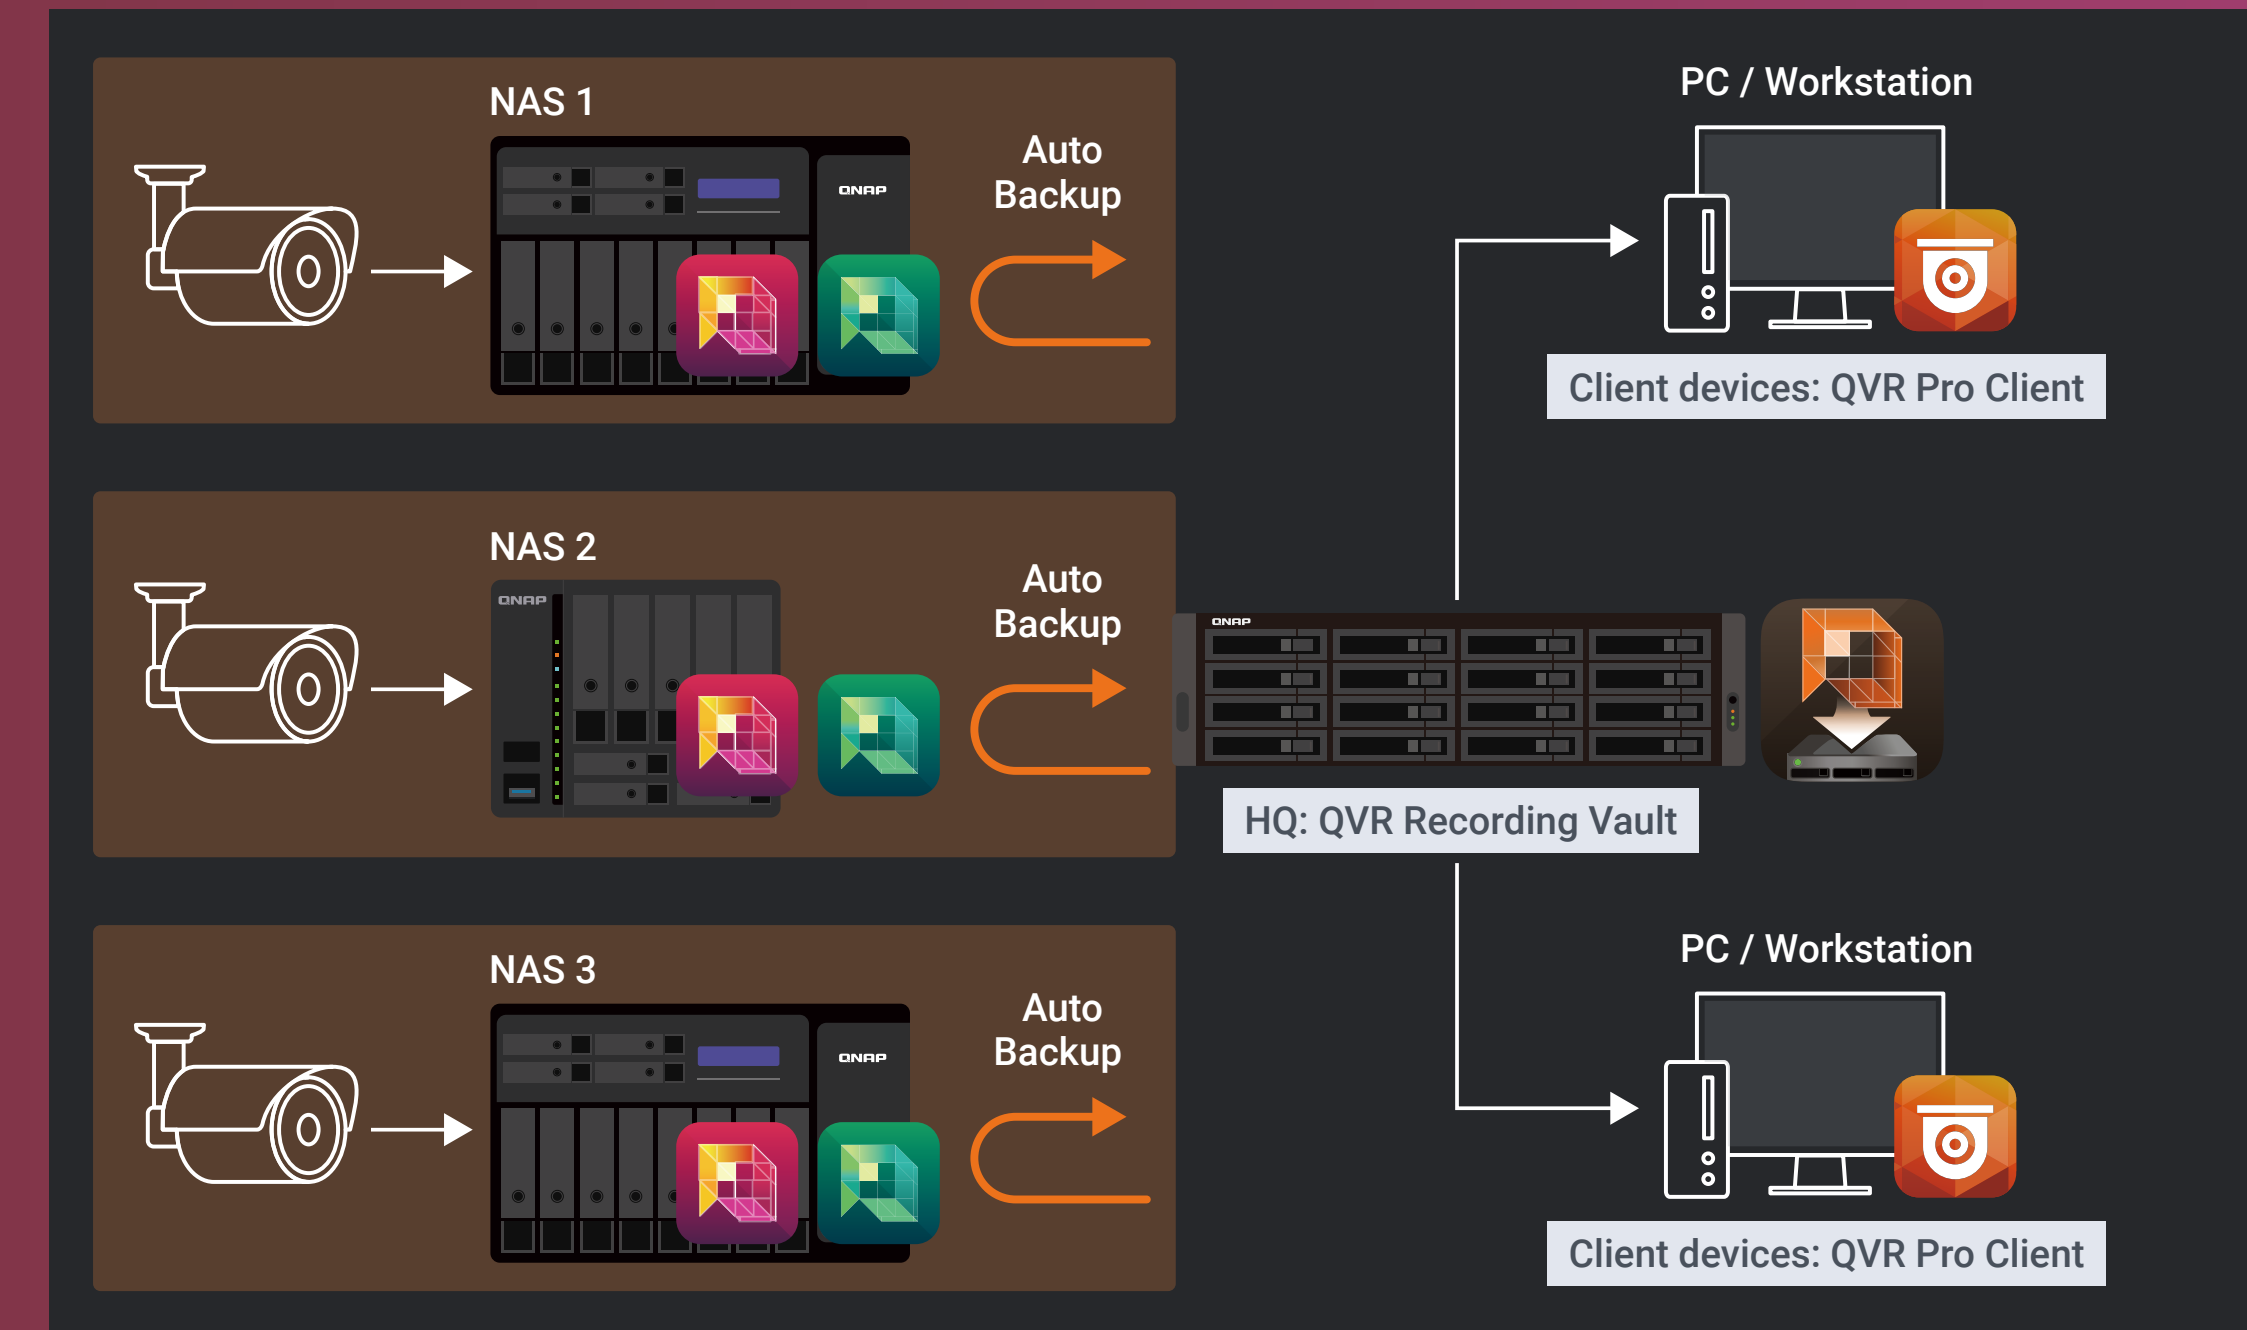 NAS 1
QNAP
Auto
Backup
PC / Workstation
Client devices: QVR Pro Client
NAS 2
QNAP
Auto
Backup
QNAP
HQ: QVR Recording Vault
NAS 3
QNAP
Auto
Backup
PC / Workstation
Client devices: QVR Pro Client